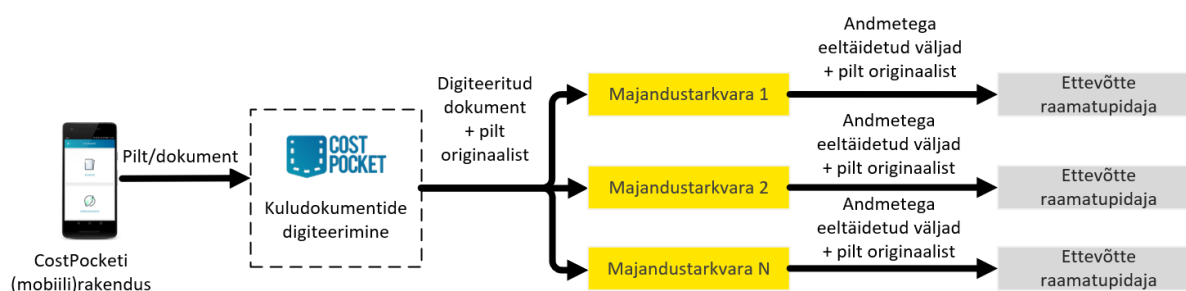 Pilt/dokument
CostPocketi
(mobiili)rakendus
COST
POCKET
Kuludokumentide
digiteerimine
Digiteeritud
dokument
+ pilt
originaalist
Majandustarkvara 1
Andmetega
eeltäidetud väljad
+ pilt originaalist
Ettevõtte
raamatupidaja
Majandustarkvara 2
Andmetega
eeltäidetud väljad
+ pilt originaalist
Ettevõtte
raamatupidaja
Majandustarkvara N
Andmetega
eeltäidetud väljad
+ pilt originaalist
Ettevõtte
raamatupidaja